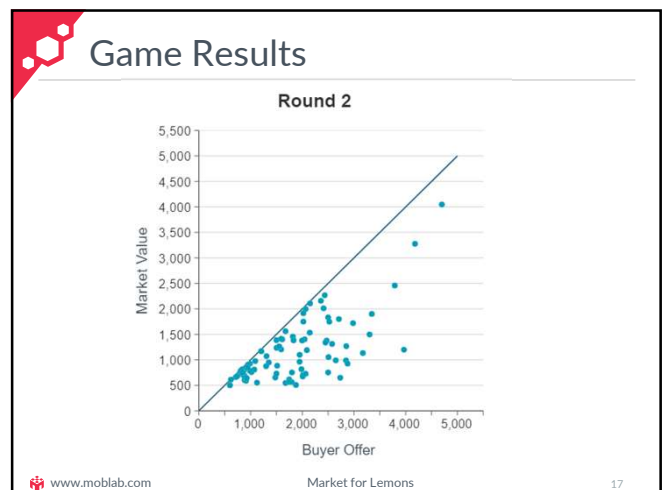 Game Results
Round 2
5,500
5,000
4,500
4,000
3,500
3,000
2,500
2,000
1,500
1,000
500
0
Market Value
0 1,000 2,000 3,000 4,000 5,000
Buyer Offer
www.moblab.com Market for Lemons 17